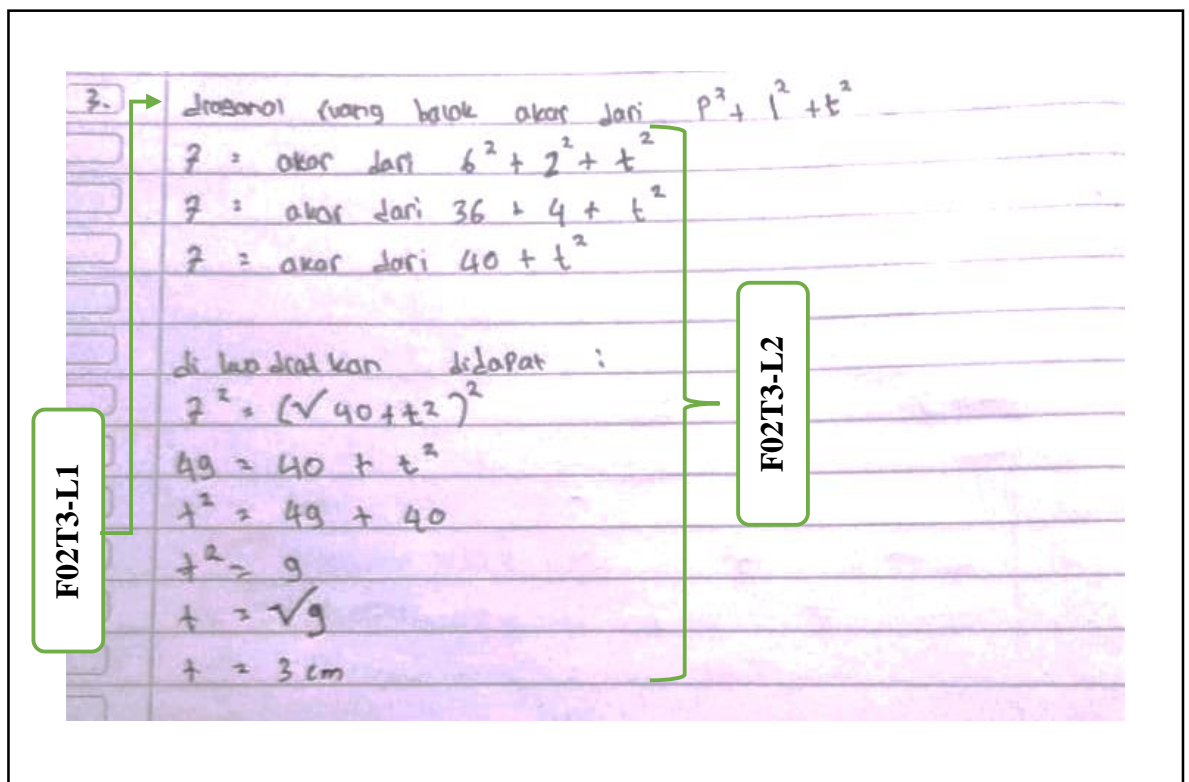 3. diagonal ruang balok akar dari p² + l² + t²
7 = akar dari 6² + 2² + t²
7 = akar dari 36 + 4 + t²
7 = akar dari 40 + t²
di kuadratkan didapat :
7² = (√40+t²)²
49 = 40 + t²
t² = 49 + 40
t² = 9
t = √9
t = 3 cm
F02T3-L1
F02T3-L2